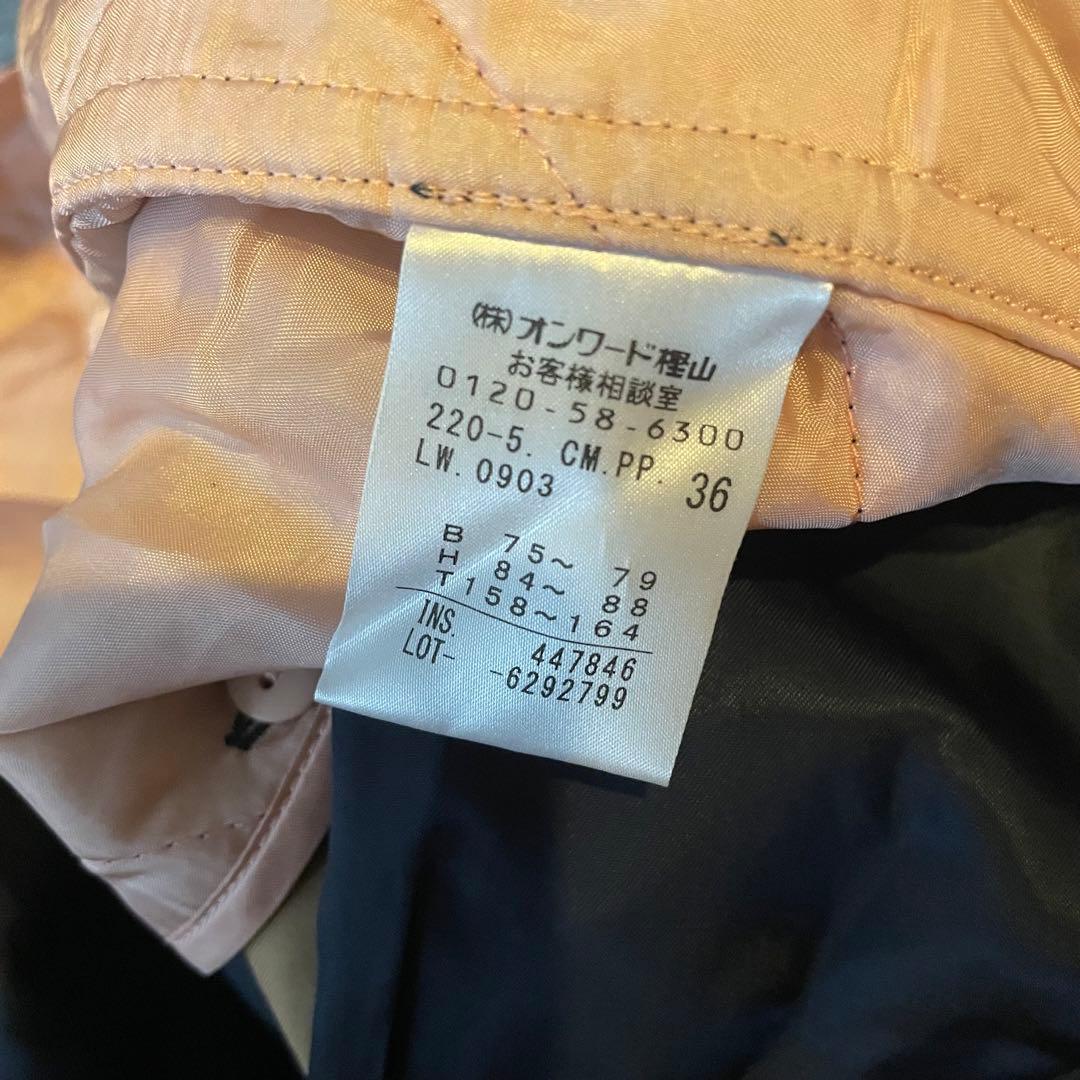 (株)オンワード樫山
お客様相談室
0120-58-6300
220-5. CM.PP. 36
LW. 0903
B 75～ 79
H 84～ 88
T 158～164
INS. 447846
LOT- -6292799